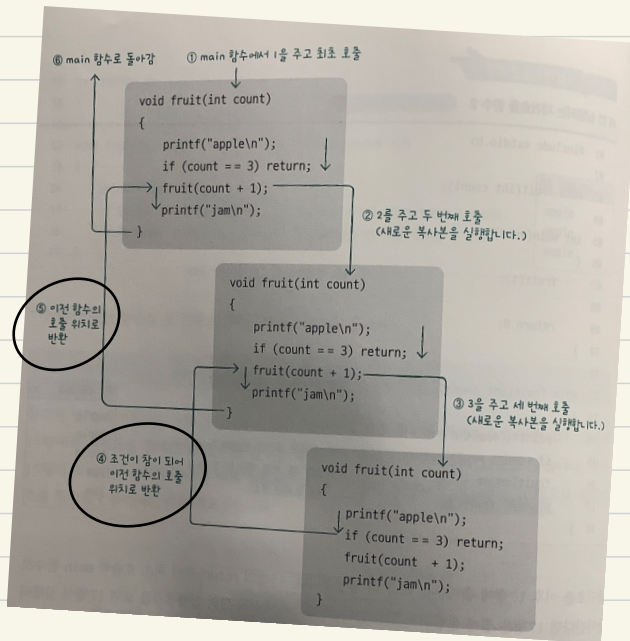 ⑥ main 함수로 돌아감
① main 함수에서 1을 주고 최초 호출
void fruit(int count)
{
printf("apple\n");
if (count == 3) return;
fruit(count + 1);
printf("jam\n");
}
② 2를 주고 두 번째 호출
(새로운 복사본을 실행합니다.)
void fruit(int count)
{
printf("apple\n");
if (count == 3) return;
fruit(count + 1);
printf("jam\n");
}
⑤ 이전 함수의
호출 위치로
반환
③ 3을 주고 세 번째 호출
(새로운 복사본을 실행합니다.)
④ 조건이 참이 되어
이전 함수의 호출
위치로 반환
void fruit(int count)
{
printf("apple\n");
if (count == 3) return;
fruit(count + 1);
printf("jam\n");
}